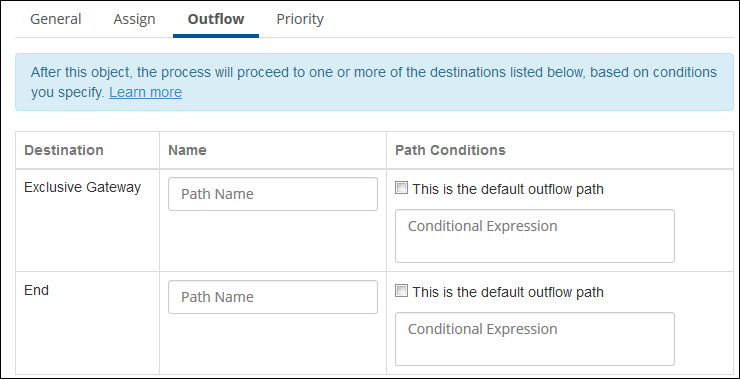 General Assign Outflow Priority
After this object, the process will proceed to one or more of the destinations listed below, based on conditions
you specify. Learn more
Destination Name Path Conditions
Exclusive Gateway Path Name This is the default outflow path
Conditional Expression
End Path Name This is the default outflow path
Conditional Expression